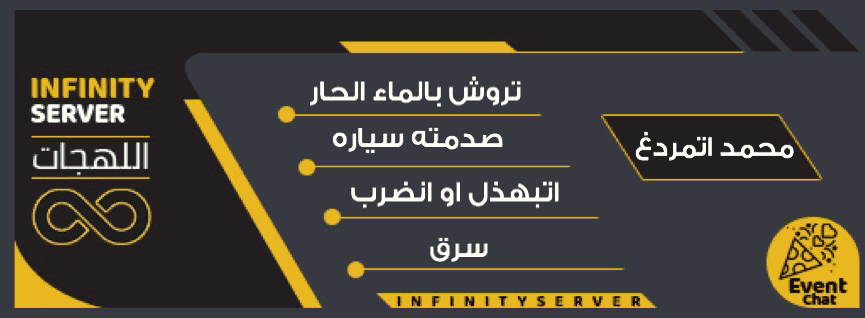 INFINITY
SERVER
اللهجات
محمد اتمردغ
تروش بالماء الحار
صدمته سياره
اتبهذل او انضرب
سرق
INFINITYSERVER
Event
Chat